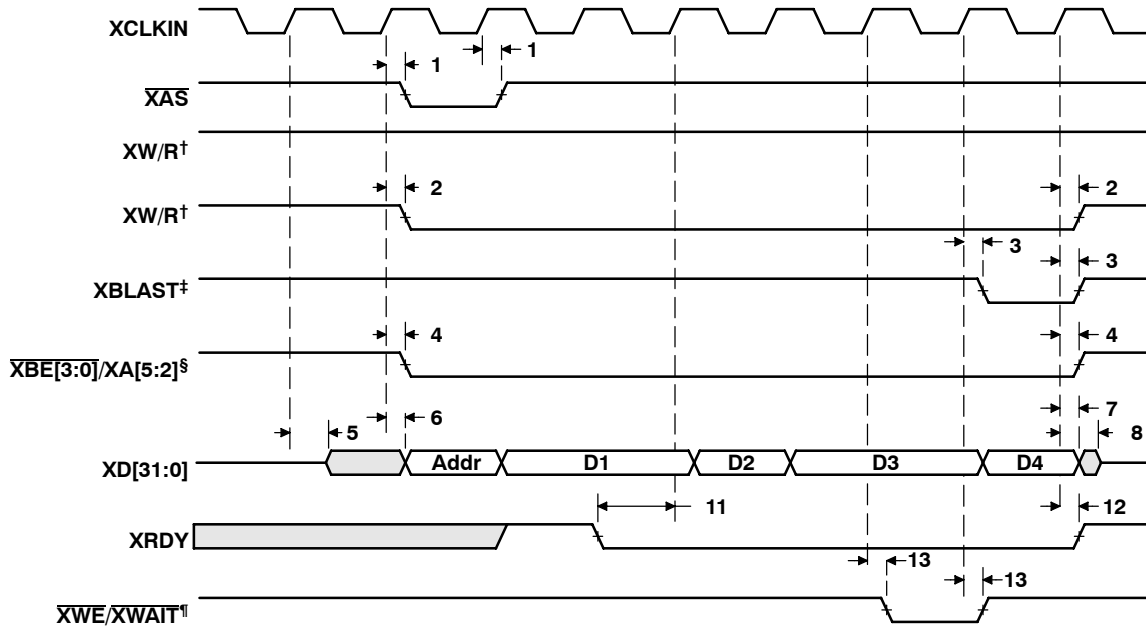 XCLKIN
1
1
XAS
XW/R†
2
2
XW/R†
3
3
XBLAST‡
4
4
XBE[3:0]/XA[5:2]§
6
7
5
8
XD[31:0]
Addr
D1
D2
D3
D4
11
12
XRDY
13
13
XWE/XWAIT¶